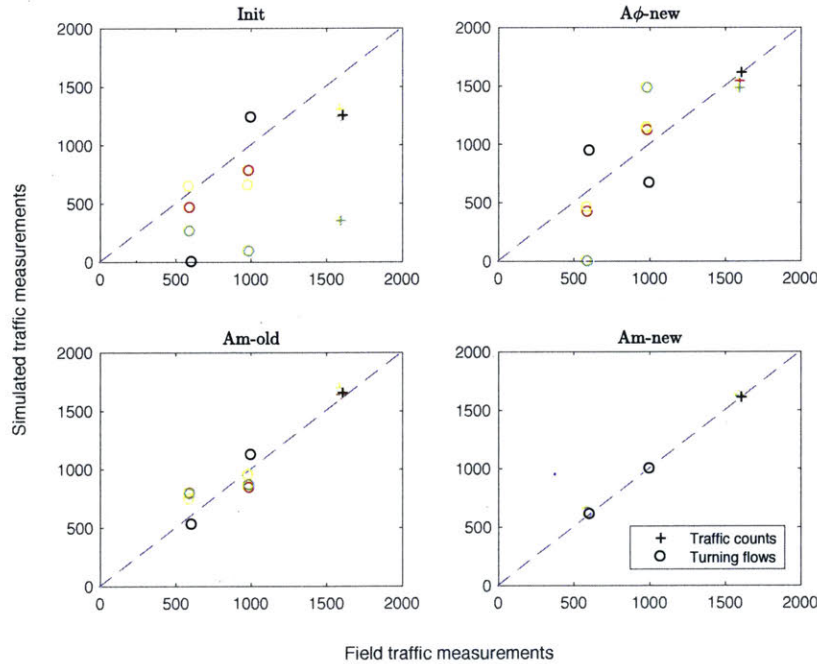 Init
2000
1500
1000
500
0
0 500 1000 1500 2000
Aϕ-new
2000
1500
1000
500
0
0 500 1000 1500 2000
Simulated traffic measurements
Am-old
2000
1500
1000
500
0
0 500 1000 1500 2000
Am-new
2000
1500
1000
500
0
Traffic counts
Turning flows
0 500 1000 1500 2000
Field traffic measurements